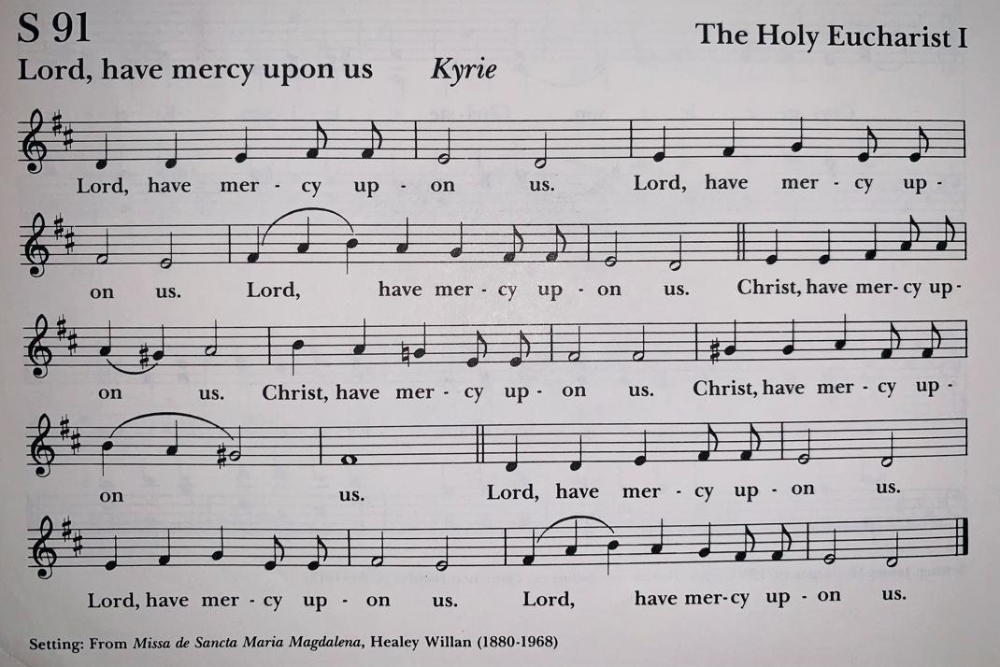 S 91
The Holy Eucharist I
Lord, have mercy upon us Kyrie
Lord, have mer - cy up - on us. Lord, have mer - cy up -
on us. Lord, have mer - cy up - on us. Christ, have mer- cy up-
on us. Christ, have mer - cy up - on us. Christ, have mer - cy up -
on us. Lord, have mer - cy up - on us.
Lord, have mer - cy up - on us. Lord, have mer-cy up - on us.
Setting: From Missa de Sancta Maria Magdalena, Healey Willan (1880-1968)